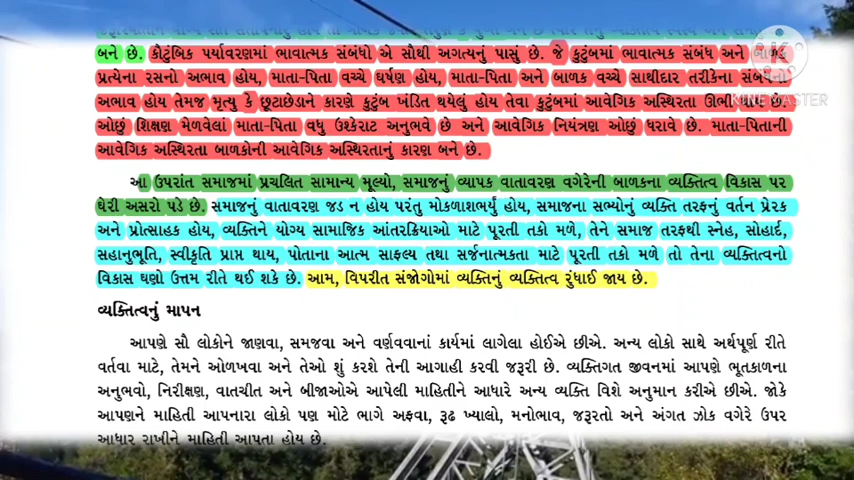 બને છે. કૌટુંબિક પર્યાવરણમાં ભાવાત્મક સંબંધો એ સૌથી અગત્યનું પાસું છે. જે કુટુંબમાં ભાવાત્મક સંબંધ અને બાળક
પ્રત્યેના રસનો અભાવ હોય, માતા-પિતા વચ્ચે ઘર્ષણ હોય, માતા-પિતા અને બાળક વચ્ચે સાથીદાર તરીકેના સંબંધનો
અભાવ હોય તેમજ મૃત્યુ કે છૂટાછેડાને કારણે કુટુંબ ખંડિત થયેલું હોય તેવા કુટુંબમાં આવેગિક અસ્થિરતા ઊભી થાય છે.
ઓછું શિક્ષણ મેળવેલાં માતા-પિતા વધુ ઉશ્કેરાટ અનુભવે છે અને આવેગિક નિયંત્રણ ઓછું ધરાવે છે. માતા-પિતાની
આવેગિક અસ્થિરતા બાળકોની આવેગિક અસ્થિરતાનું કારણ બને છે.
આ ઉપરાંત સમાજમાં પ્રચલિત સામાન્ય મૂલ્યો, સમાજનું વ્યાપક વાતાવરણ વગેરેની બાળકના વ્યક્તિત્વ વિકાસ પર
ઘેરી અસરો પડે છે. સમાજનું વાતાવરણ જડ ન હોય પરંતુ મોકળાશભર્યું હોય, સમાજના સભ્યોનું વ્યક્તિ તરફનું વર્તન પ્રેરક
અને પ્રોત્સાહક હોય, વ્યક્તિને યોગ્ય સામાજિક આંતરક્રિયાઓ માટે પૂરતી તકો મળે, તેને સમાજ તરફથી સ્નેહ, સોહાર્દ,
સહાનુભૂતિ, સ્વીકૃતિ પ્રાપ્ત થાય, પોતાના આત્મ સાફલ્ય તથા સર્જનાત્મકતા માટે પૂરતી તકો મળે તો તેના વ્યક્તિત્વનો
વિકાસ ઘણો ઉત્તમ રીતે થઈ શકે છે. આમ, વિપરીત સંજોગોમાં વ્યક્તિનું વ્યક્તિત્વ રુંધાઈ જાય છે.
વ્યક્તિત્વનું માપન
આપણે સૌ લોકોને જાણવા, સમજવા અને વર્ણવવાનાં કાર્યમાં લાગેલા હોઈએ છીએ. અન્ય લોકો સાથે અર્થપૂર્ણ રીતે
વર્તવા માટે, તેમને ઓળખવા અને તેઓ શું કરશે તેની આગાહી કરવી જરૂરી છે. વ્યક્તિગત જીવનમાં આપણે ભૂતકાળના
અનુભવો, નિરીક્ષણ, વાતચીત અને બીજાઓએ આપેલી માહિતીને આધારે અન્ય વ્યક્તિ વિશે અનુમાન કરીએ છીએ. જોકે
આપણને માહિતી આપનારા લોકો પણ મોટે ભાગે અફવા, રૂઢ ખ્યાલો, મનોભાવ, જરૂરતો અને અંગત ઝોક વગેરે ઉપર
આધાર રાખીને માહિતી આપતા હોય છે.
KINEMASTER